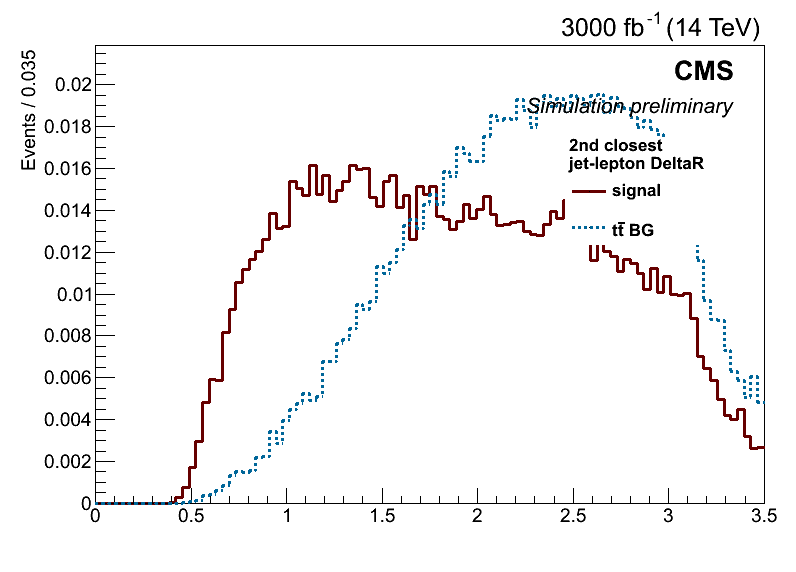 3000 fb⁻¹ (14 TeV)
CMS
Simulation preliminary
Events / 0.035
2nd closest
jet-lepton DeltaR
signal
tt̄ BG
0.02
0.018
0.016
0.014
0.012
0.01
0.008
0.006
0.004
0.002
0
0 0.5 1 1.5 2 2.5 3 3.5